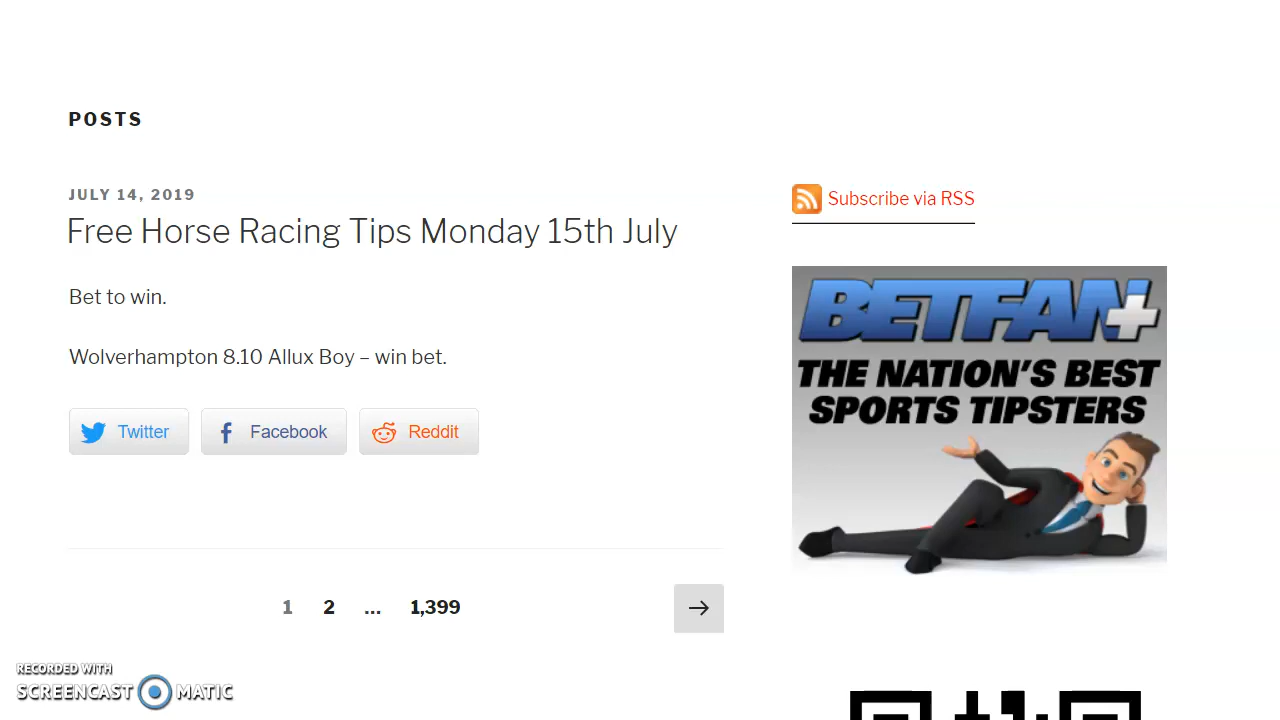 POSTS
JULY 14, 2019
Free Horse Racing Tips Monday 15th July
Bet to win.
Wolverhampton 8.10 Allux Boy – win bet.
Twitter Facebook Reddit
1 2 … 1,399 →
Subscribe via RSS
BETFAN+
THE NATION'S BEST
SPORTS TIPSTERS
RECORDED WITH
SCREENCAST MATIC